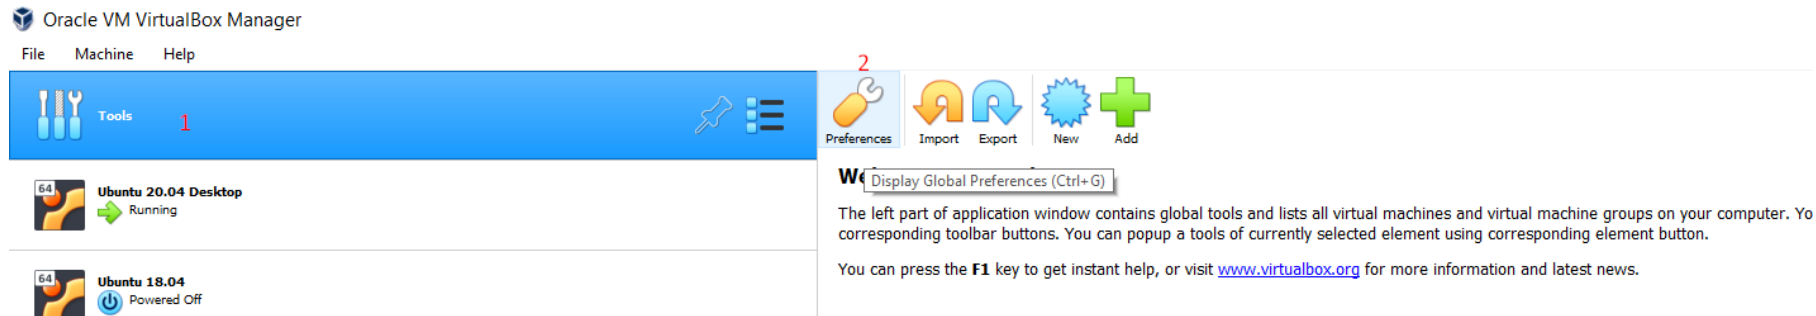 Oracle VM VirtualBox Manager
File Machine Help
2
Tools 1
Preferences Import Export New Add
Display Global Preferences (Ctrl+G)
64 Ubuntu 20.04 Desktop
Running
The left part of application window contains global tools and lists all virtual machines and virtual machine groups on your computer.
corresponding toolbar buttons. You can popup a tools of currently selected element using corresponding element button.
You can press the F1 key to get instant help, or visit www.virtualbox.org for more information and latest news.
64 Ubuntu 18.04
Powered Off